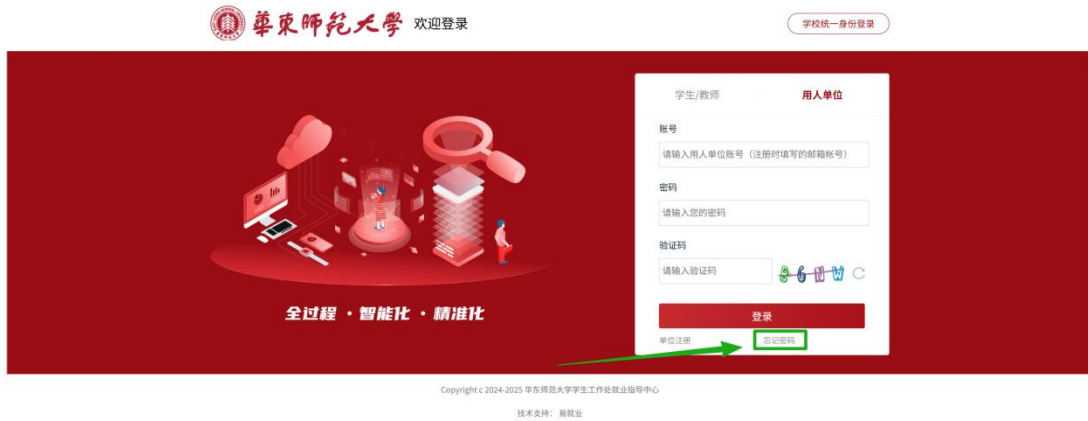 華東師範大學 欢迎登录
学校统一身份登录
学生/教师 用人单位
账号
请输入用人单位账号（注册时填写的邮箱帐号）
密码
请输入您的密码
验证码
请输入验证码
登录
单位注册 忘记密码
全过程 · 智能化 · 精准化
Copyright c 2024-2025 华东师范大学学生工作处就业指导中心
技术支持： 易就业